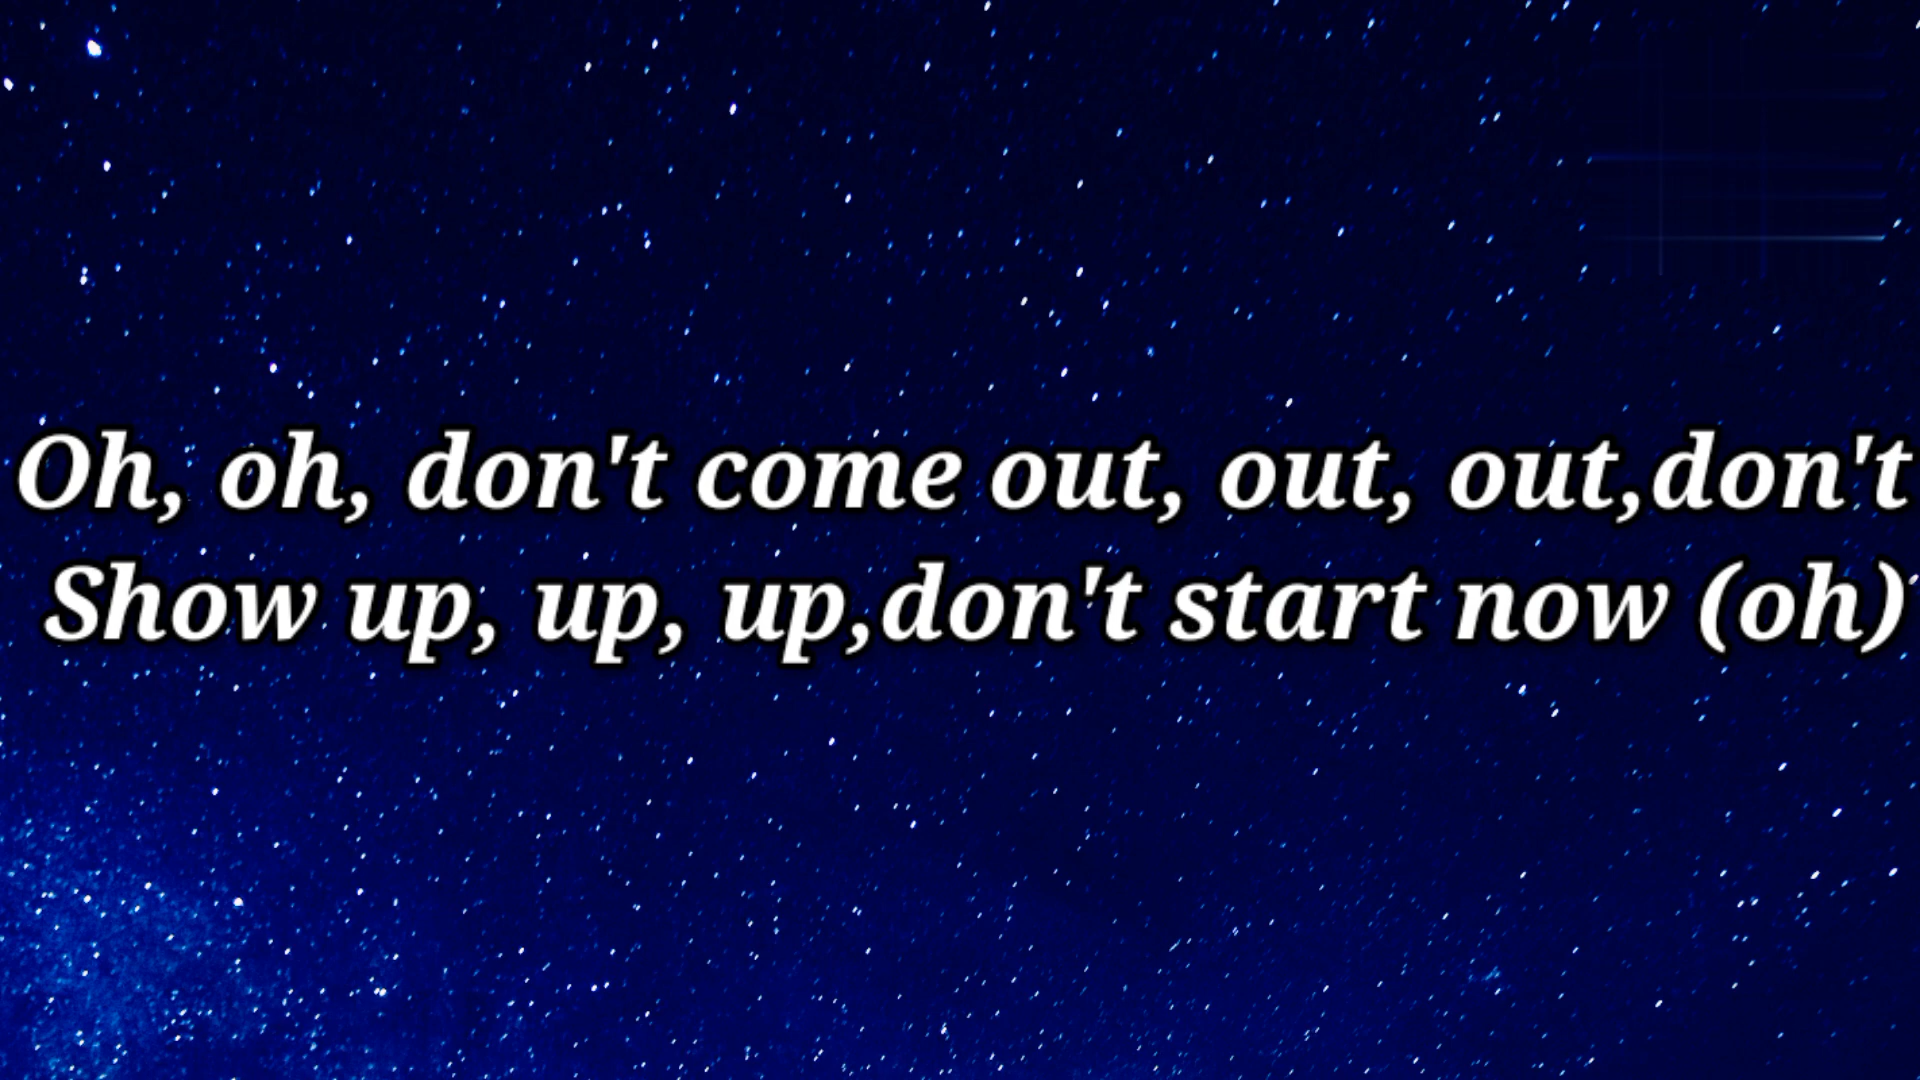 Oh, oh, don't come out, out, out,don't
Show up, up, up,don't start now (oh)